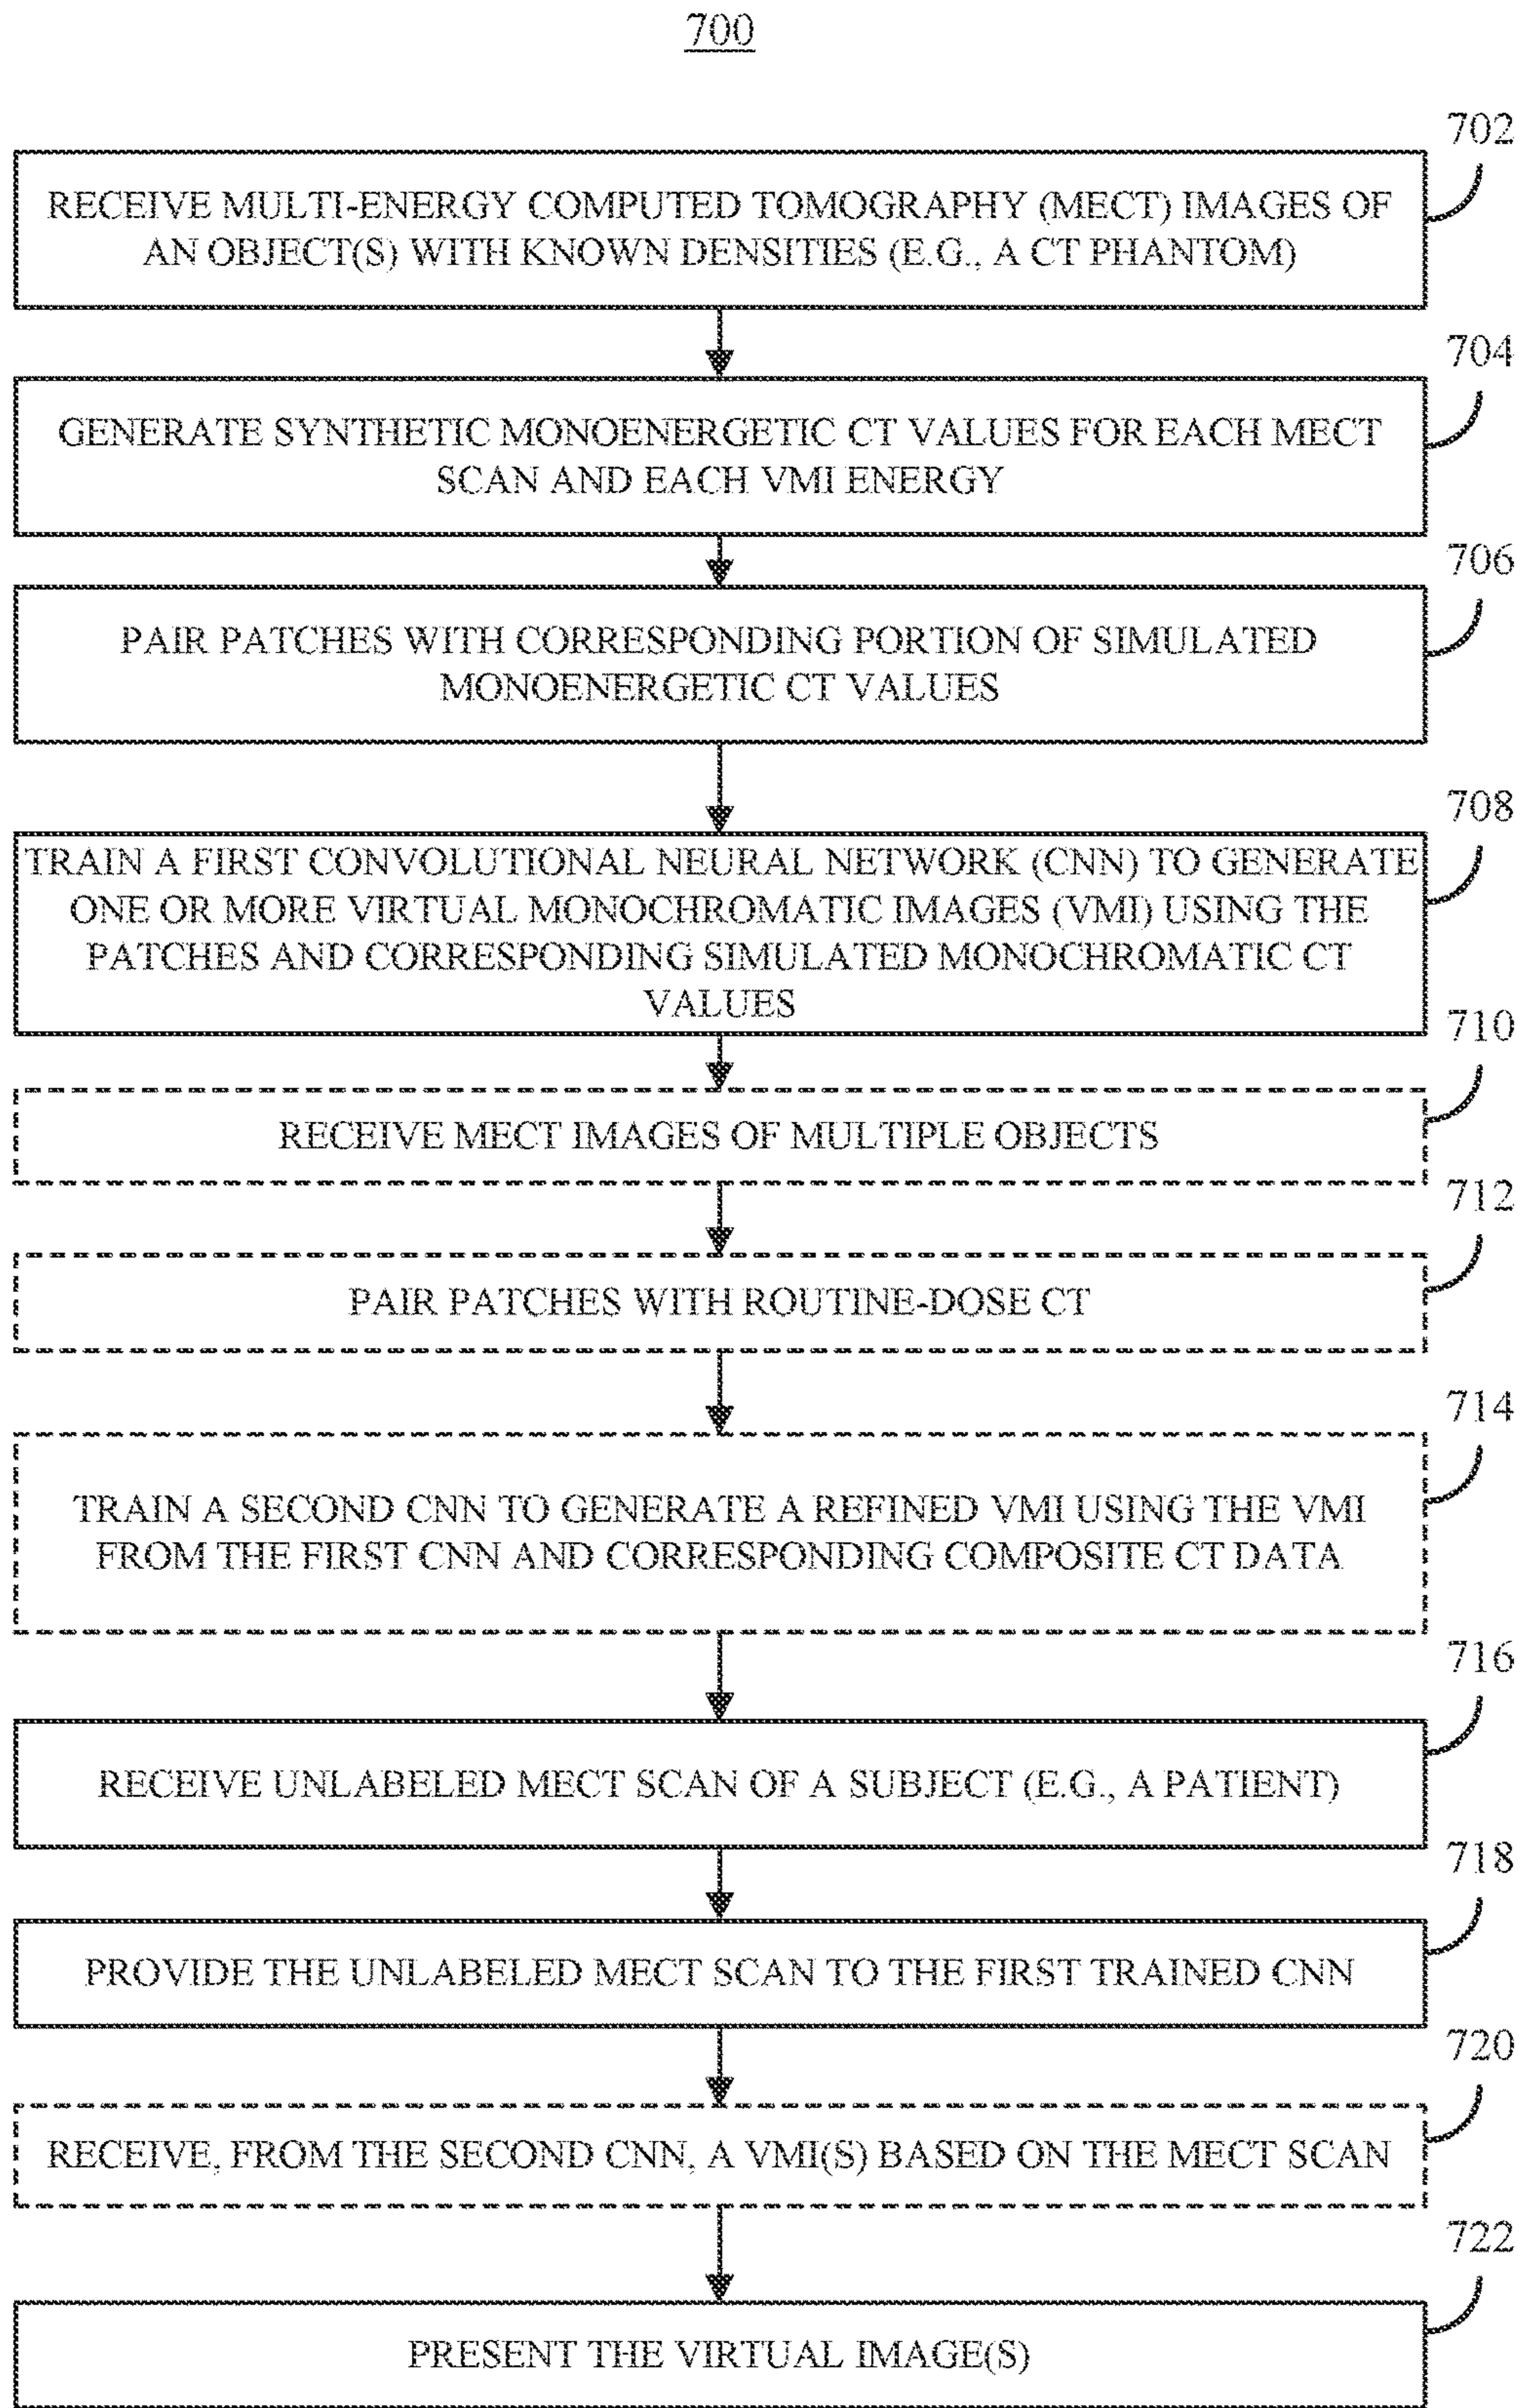 700
702
RECEIVE MULTI-ENERGY COMPUTED TOMOGRAPHY (MECT) IMAGES OF
AN OBJECT(S) WITH KNOWN DENSITIES (E.G., A CT PHANTOM)
704
GENERATE SYNTHETIC MONOENERGETIC CT VALUES FOR EACH MECT
SCAN AND EACH VMI ENERGY
706
PAIR PATCHES WITH CORRESPONDING PORTION OF SIMULATED
MONOENERGETIC CT VALUES
708
TRAIN A FIRST CONVOLUTIONAL NEURAL NETWORK (CNN) TO GENERATE
ONE OR MORE VIRTUAL MONOCHROMATIC IMAGES (VMI) USING THE
PATCHES AND CORRESPONDING SIMULATED MONOCHROMATIC CT
VALUES
710
RECEIVE MECT IMAGES OF MULTIPLE OBJECTS
712
PAIR PATCHES WITH ROUTINE-DOSE CT
714
TRAIN A SECOND CNN TO GENERATE A REFINED VMI USING THE VMI
FROM THE FIRST CNN AND CORRESPONDING COMPOSITE CT DATA
716
RECEIVE UNLABELED MECT SCAN OF A SUBJECT (E.G., A PATIENT)
718
PROVIDE THE UNLABELED MECT SCAN TO THE FIRST TRAINED CNN
720
RECEIVE, FROM THE SECOND CNN, A VMI(S) BASED ON THE MECT SCAN
722
PRESENT THE VIRTUAL IMAGE(S)